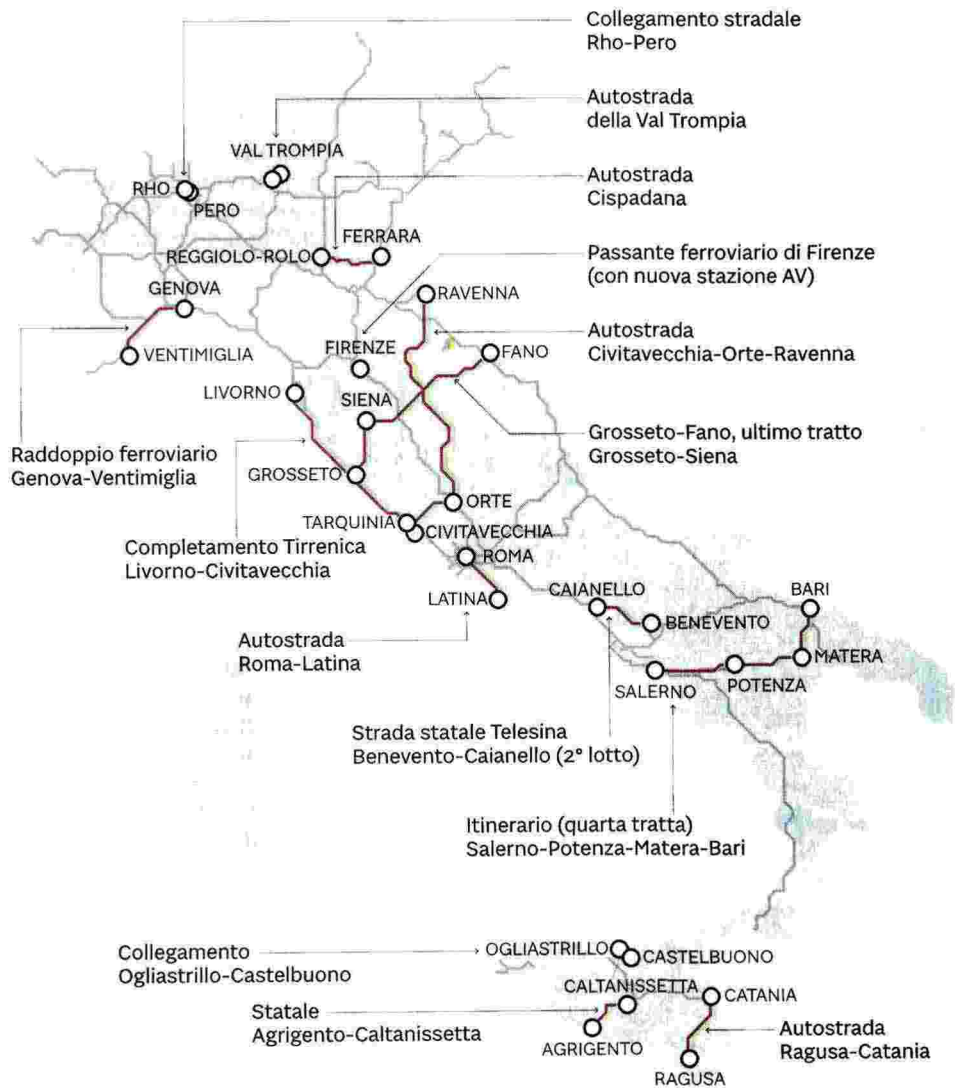 Collegamento stradale
Rho-Pero
Autostrada
della Val Trompia
VAL TROMPIA
RHO
PERO
Autostrada
Cispadana
FERRARA
REGGIOLO-ROLO
Passante ferroviario di Firenze
(con nuova stazione AV)
GENOVA
RAVENNA
VENTIMIGLIA
FIRENZE
FANO
Autostrada
Civitavecchia-Orte-Ravenna
LIVORNO
SIENA
Raddoppio ferroviario
Genova-Ventimiglia
Grosseto-Fano, ultimo tratto
Grosseto-Siena
GROSSETO
ORTE
TARQUINIA
CIVITAVECCHIA
Completamento Tirrenica
Livorno-Civitavecchia
ROMA
LATINA
CAIANELLO
BARI
BENEVENTO
Autostrada
Roma-Latina
MATERA
POTENZA
SALERNO
Strada statale Telesina
Benevento-Caianello (2° lotto)
Itinerario (quarta tratta)
Salerno-Potenza-Matera-Bari
Collegamento
Ogliastrillo-Castelbuono
OGLIASTRILLO
CASTELBUONO
CALTANISSETTA
CATANIA
Statale
Agrigento-Caltanissetta
AGRIGENTO
Autostrada
Ragusa-Catania
RAGUSA